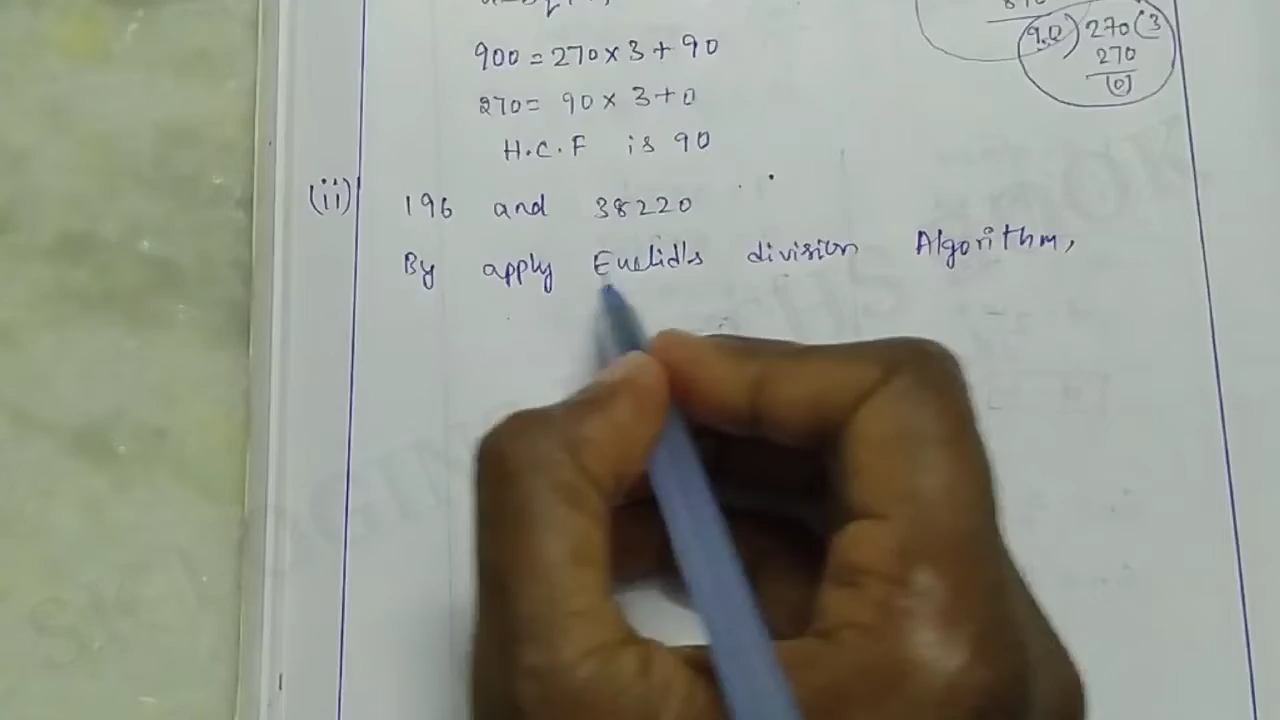 900 = 270 × 3 + 90
270 = 90 × 3 + 0
H.C.F is 90
(ii) 196 and 38220
By apply Euclid's division Algorithm,
90) 270 (3
270
(0)